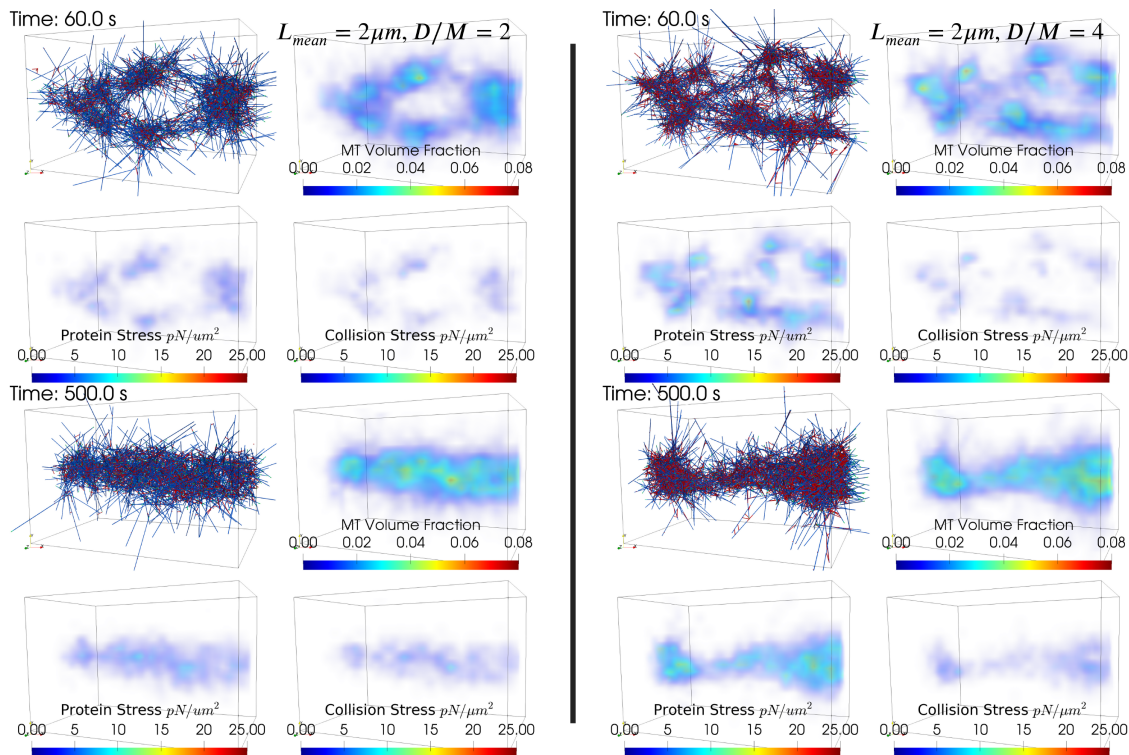 Time: 60.0 s
L_mean = 2μm, D/M = 2
MT Volume Fraction
0.00 0.02 0.04 0.06 0.08
Protein Stress pN/um²
0.00 5 10 15 20 25.00
Collision Stress pN/μm²
0.00 5 10 15 20 25.00
Time: 500.0 s
MT Volume Fraction
0.00 0.02 0.04 0.06 0.08
Protein Stress pN/um²
0.00 5 10 15 20 25.00
Collision Stress pN/μm²
0.00 5 10 15 20 25.00
Time: 60.0 s
L_mean = 2μm, D/M = 4
MT Volume Fraction
0.00 0.02 0.04 0.06 0.08
Protein Stress pN/um²
0.00 5 10 15 20 25.00
Collision Stress pN/μm²
0.00 5 10 15 20 25.00
Time: 500.0 s
MT Volume Fraction
0.00 0.02 0.04 0.06 0.08
Protein Stress pN/um²
0.00 5 10 15 20 25.00
Collision Stress pN/μm²
0.00 5 10 15 20 25.00